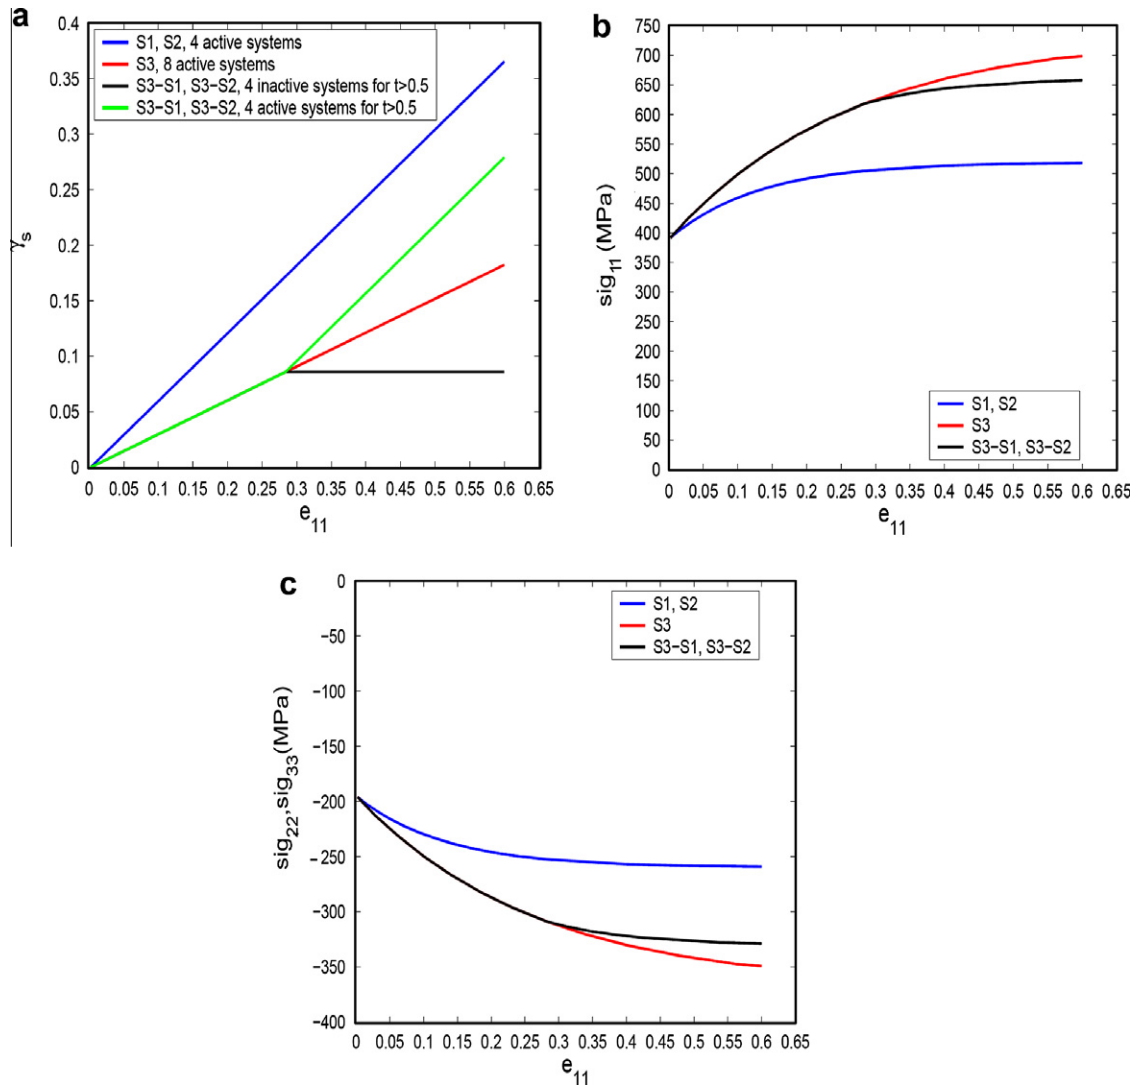 a
0.4
0.35
0.3
0.25
0.2
0.15
0.1
0.05
0
γs
S1, S2, 4 active systems
S3, 8 active systems
S3−S1, S3−S2, 4 inactive systems for t>0.5
S3−S1, S3−S2, 4 active systems for t>0.5
0 0.05 0.1 0.15 0.2 0.25 0.3 0.35 0.4 0.45 0.5 0.55 0.6 0.65
e11
b
750
700
650
600
550
500
450
400
350
300
250
200
150
100
50
0
sig11 (MPa)
S1, S2
S3
S3−S1, S3−S2
0 0.05 0.1 0.15 0.2 0.25 0.3 0.35 0.4 0.45 0.5 0.55 0.6 0.65
e11
c
0
−50
−100
−150
−200
−250
−300
−350
−400
sig22,sig33(MPa)
S1, S2
S3
S3−S1, S3−S2
0 0.05 0.1 0.15 0.2 0.25 0.3 0.35 0.4 0.45 0.5 0.55 0.6 0.65
e11